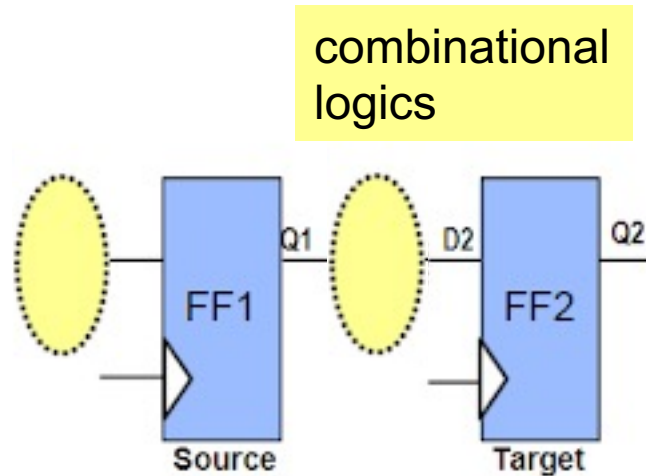 combinational
logics
Q1
D2
Q2
FF1
FF2
Source
Target